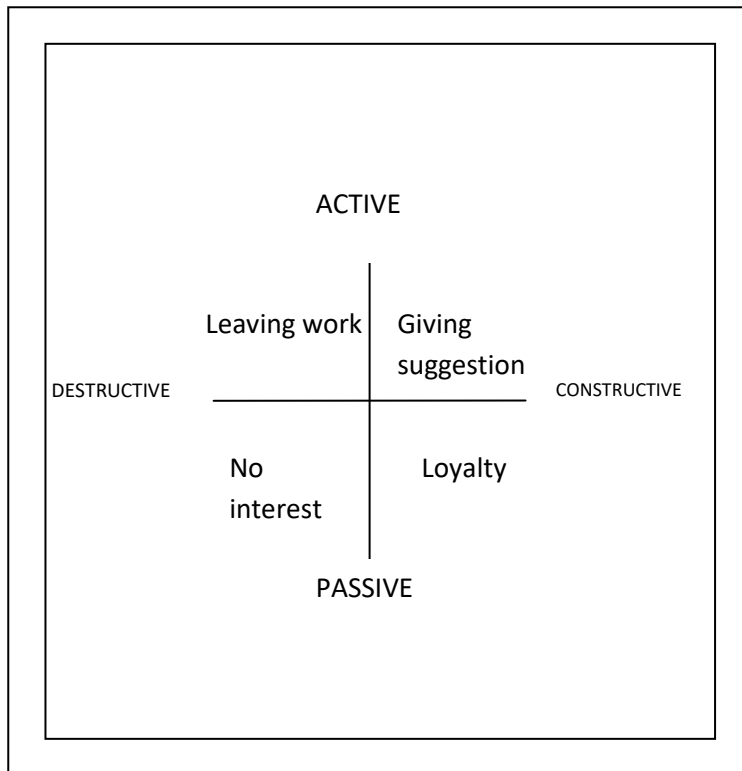 ACTIVE
Leaving work
Giving
suggestion
DESTRUCTIVE
CONSTRUCTIVE
No
interest
Loyalty
PASSIVE